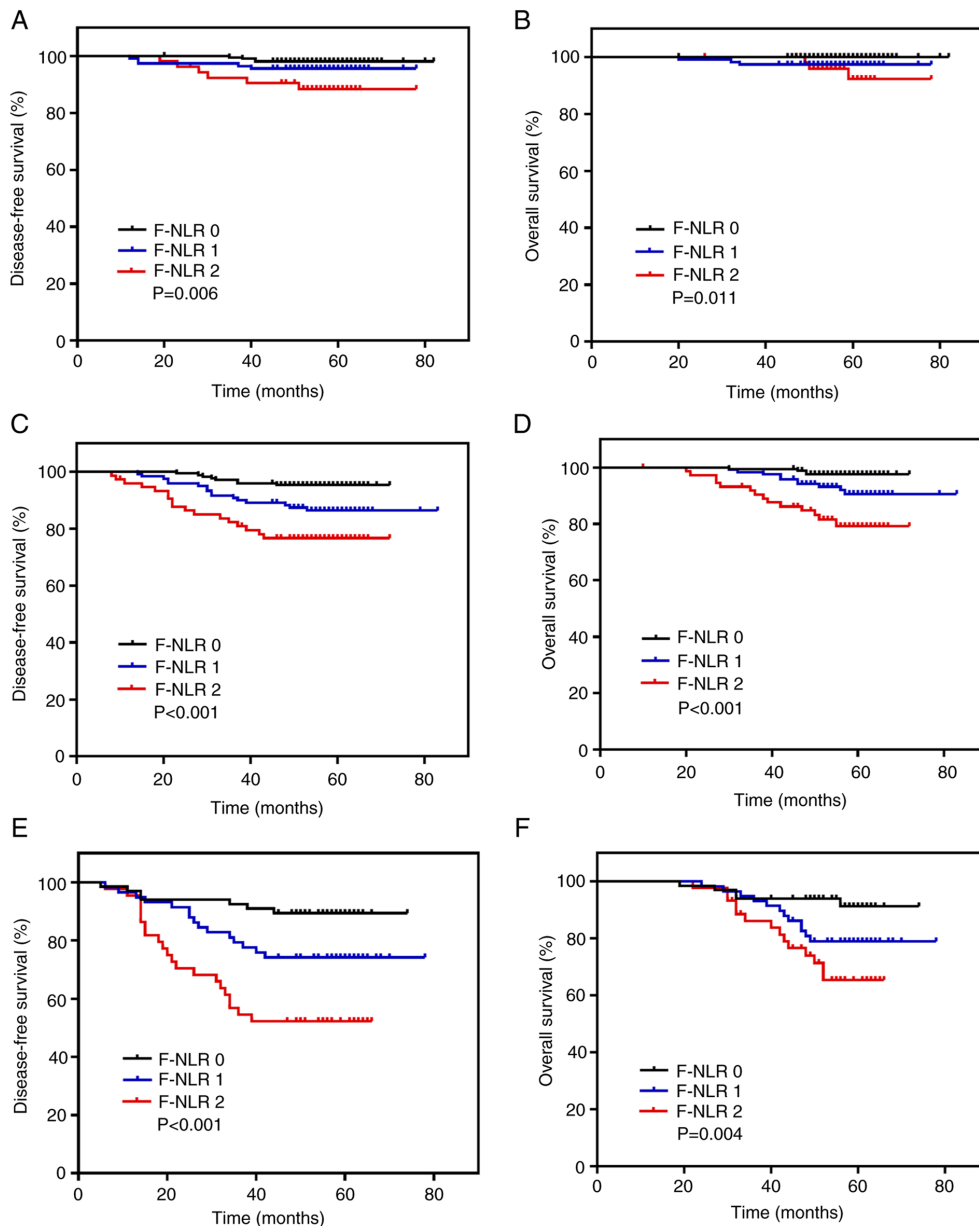 A
Disease-free survival (%)
100
80
60
40
20
0
F-NLR 0
F-NLR 1
F-NLR 2
P=0.006
0 20 40 60 80
Time (months)
B
Overall survival (%)
100
80
60
40
20
0
F-NLR 0
F-NLR 1
F-NLR 2
P=0.011
0 20 40 60 80
Time (months)
C
Disease-free survival (%)
100
80
60
40
20
0
F-NLR 0
F-NLR 1
F-NLR 2
P<0.001
0 20 40 60 80
Time (months)
D
Overall survival (%)
100
80
60
40
20
0
F-NLR 0
F-NLR 1
F-NLR 2
P<0.001
0 20 40 60 80
Time (months)
E
Disease-free survival (%)
100
80
60
40
20
0
F-NLR 0
F-NLR 1
F-NLR 2
P<0.001
0 20 40 60 80
Time (months)
F
Overall survival (%)
100
80
60
40
20
0
F-NLR 0
F-NLR 1
F-NLR 2
P=0.004
0 20 40 60 80
Time (months)